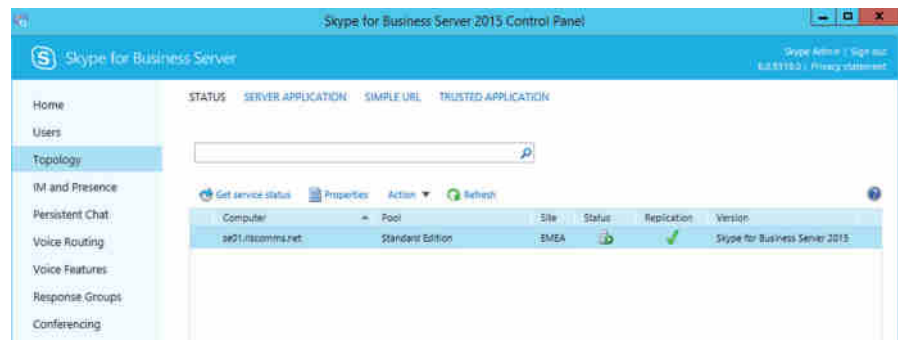 Skype for Business Server 2015 Control Panel
Skype for Business Server
Skype Admin | Sign out
Privacy statement
Home
Users
Topology
IM and Presence
Persistent Chat
Voice Routing
Voice Features
Response Groups
Conferencing
STATUS SERVER APPLICATION SIMPLE URL TRUSTED APPLICATION
Get service status Properties Action Refresh
Computer Pool Site Status Replication Version
Standard Edition EMEA Skype for Business Server 2015